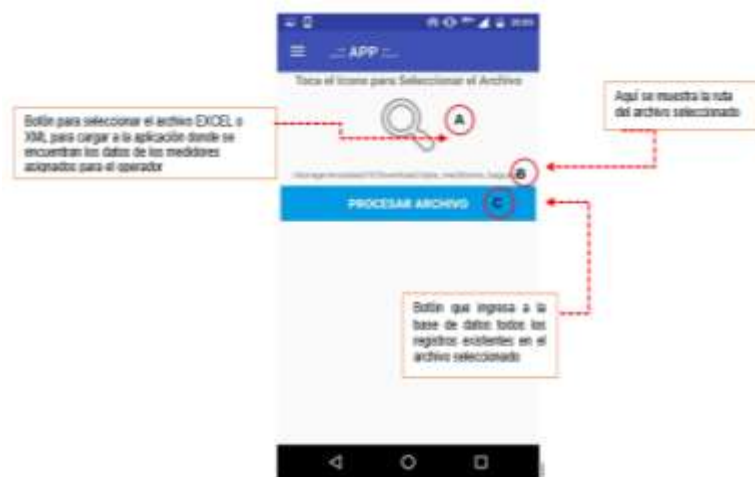 ..:: APP ::..
Toca el Icono para Seleccionar el Archivo
A
Botón para seleccionar el archivo EXCEL o
XML para cargar a la aplicación donde se
encuentran los datos de los medidores
asignados para el operador
Aquí se muestra la ruta
del archivo seleccionado
B
PROCESAR ARCHIVO
C
Botón que ingresa a la
base de datos todos los
registros existentes en el
archivo seleccionado